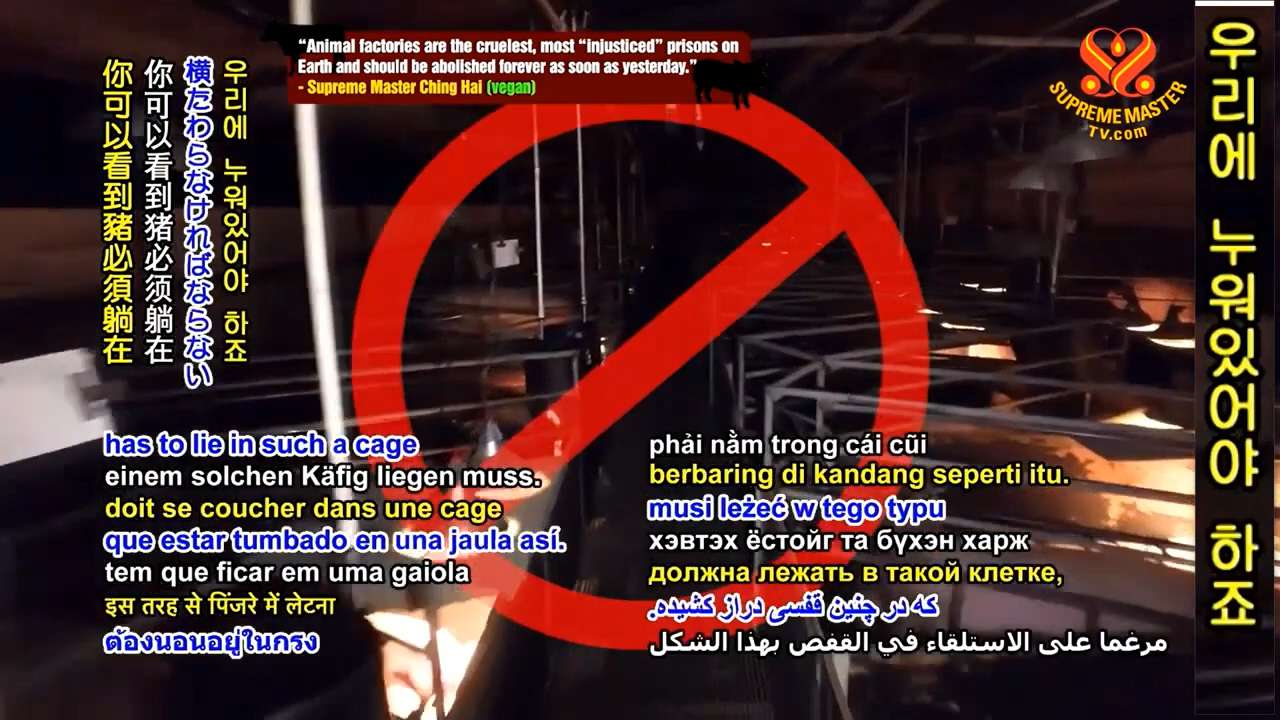 “Animal factories are the cruelest, most “injusticed” prisons on
Earth and should be abolished forever as soon as yesterday.”
- Supreme Master Ching Hai (vegan)
SUPREME MASTER
TV.com
우리에 누워있어야 하죠
横たわらなければならない
你可以看到猪必须躺在
你可以看到豬必須躺在
우리에 누워있어야 하죠
has to lie in such a cage
einem solchen Käfig liegen muss.
doit se coucher dans une cage
que estar tumbado en una jaula así.
tem que ficar em uma gaiola
इस तरह से पिंजरे में लेटना
ต้องนอนอยู่ในกรง
phải nằm trong cái cũi
berbaring di kandang seperti itu.
musi leżeć w tego typu
хэвтэх ёстойг та бүхэн харж
должна лежать в такой клетке,
که در چنین قفسی دراز کشیده.
مرغما على الاستلقاء في القفص بهذا الشكل